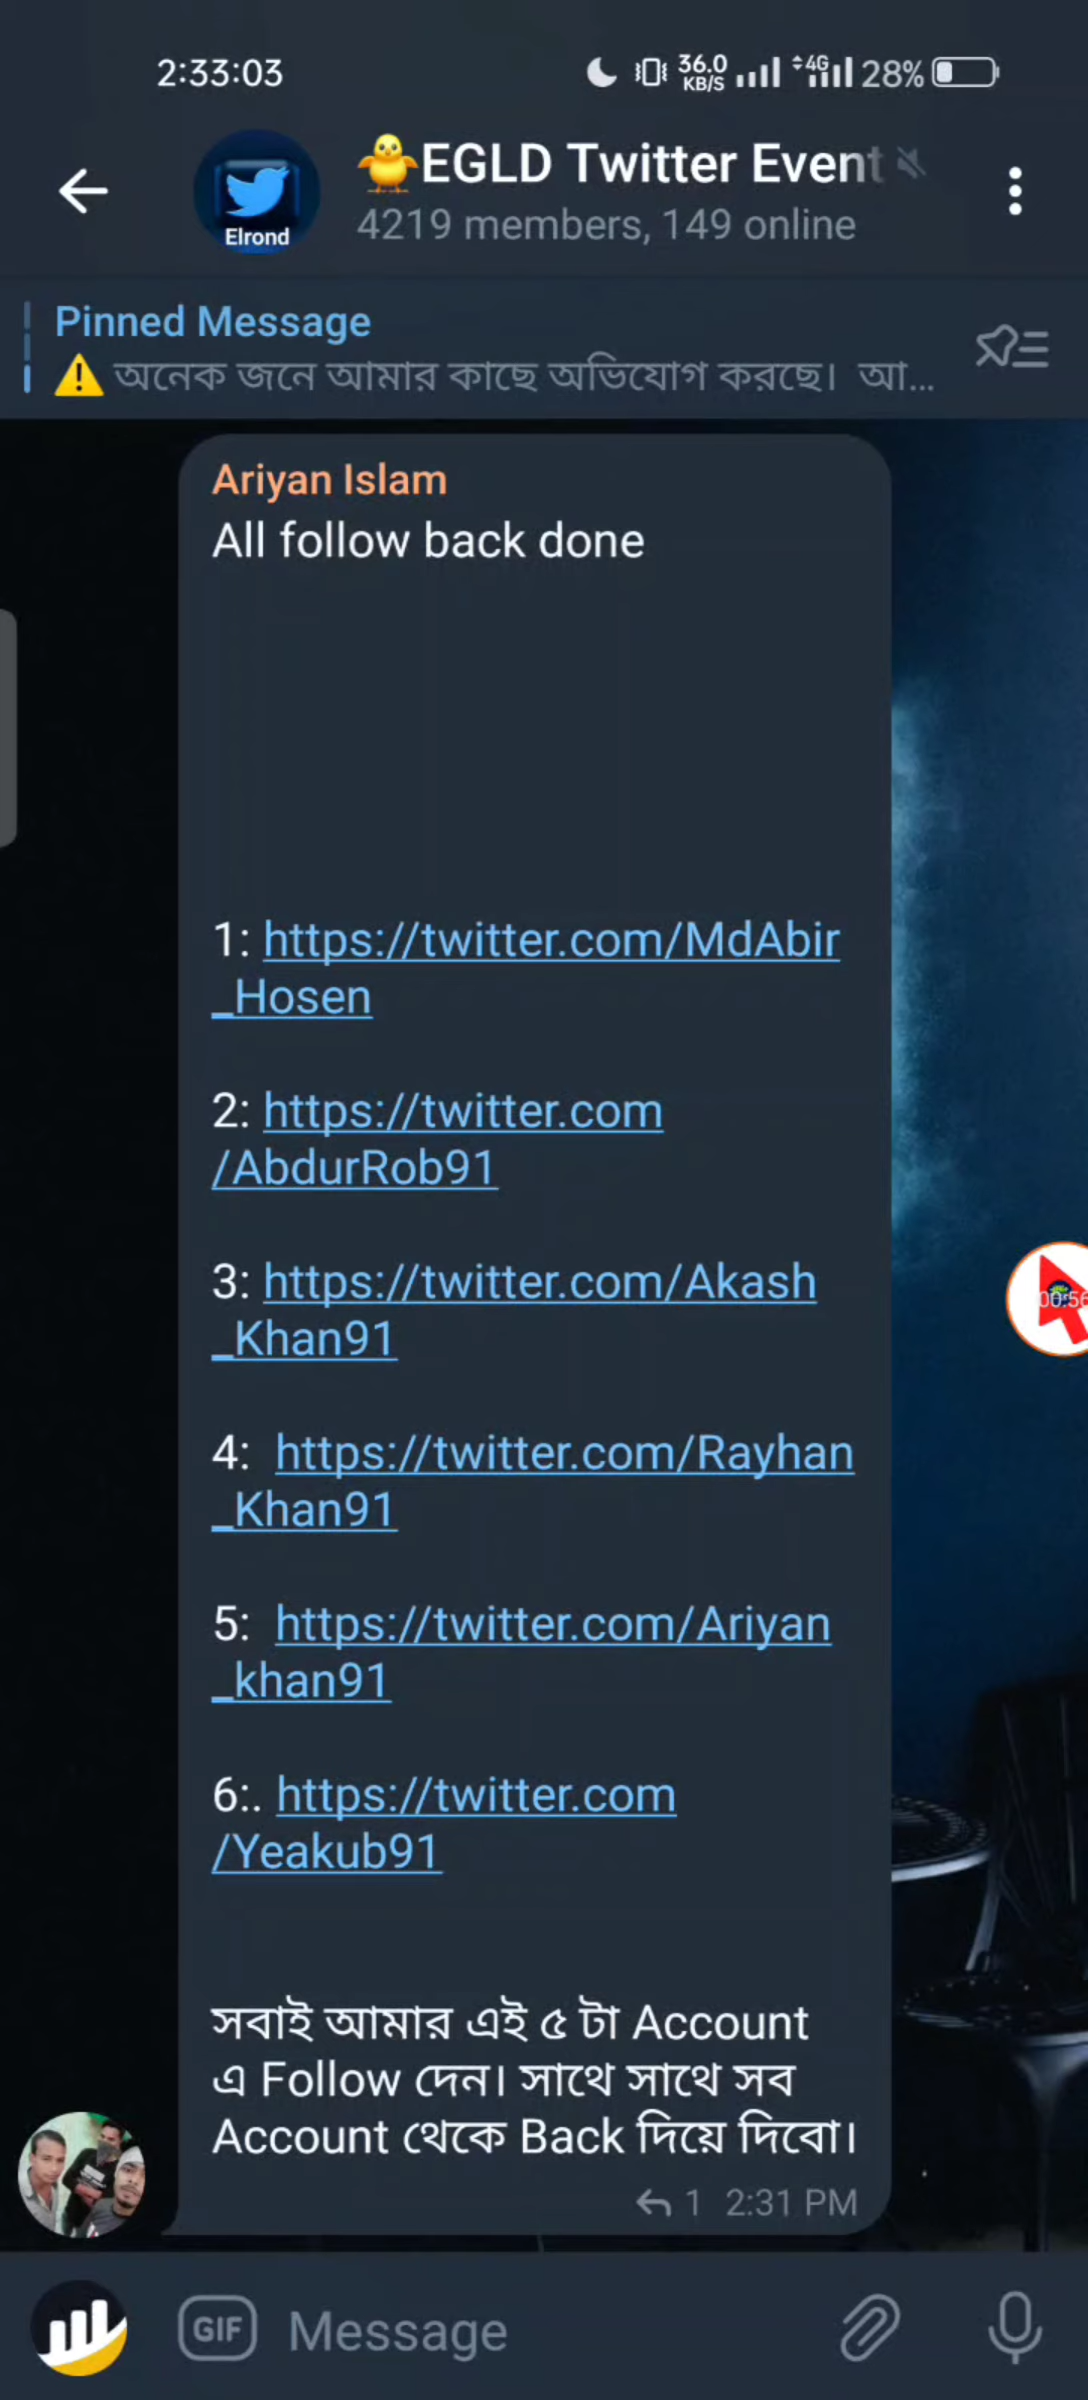 2:33:03 36.0 KB/S 4G 28%
🐥EGLD Twitter Event
Elrond
4219 members, 149 online
Pinned Message
⚠️ অনেক জনে আমার কাছে অভিযোগ করছে। আ...
Ariyan Islam
All follow back done
1: https://twitter.com/MdAbir
_Hosen
2: https://twitter.com
/AbdurRob91
3: https://twitter.com/Akash
_Khan91
00:56
4: https://twitter.com/Rayhan
_Khan91
5: https://twitter.com/Ariyan
_khan91
6:. https://twitter.com
/Yeakub91
সবাই আমার এই ৫ টা Account
এ Follow দেন। সাথে সাথে সব
Account থেকে Back দিয়ে দিবো।
1 2:31 PM
GIF Message